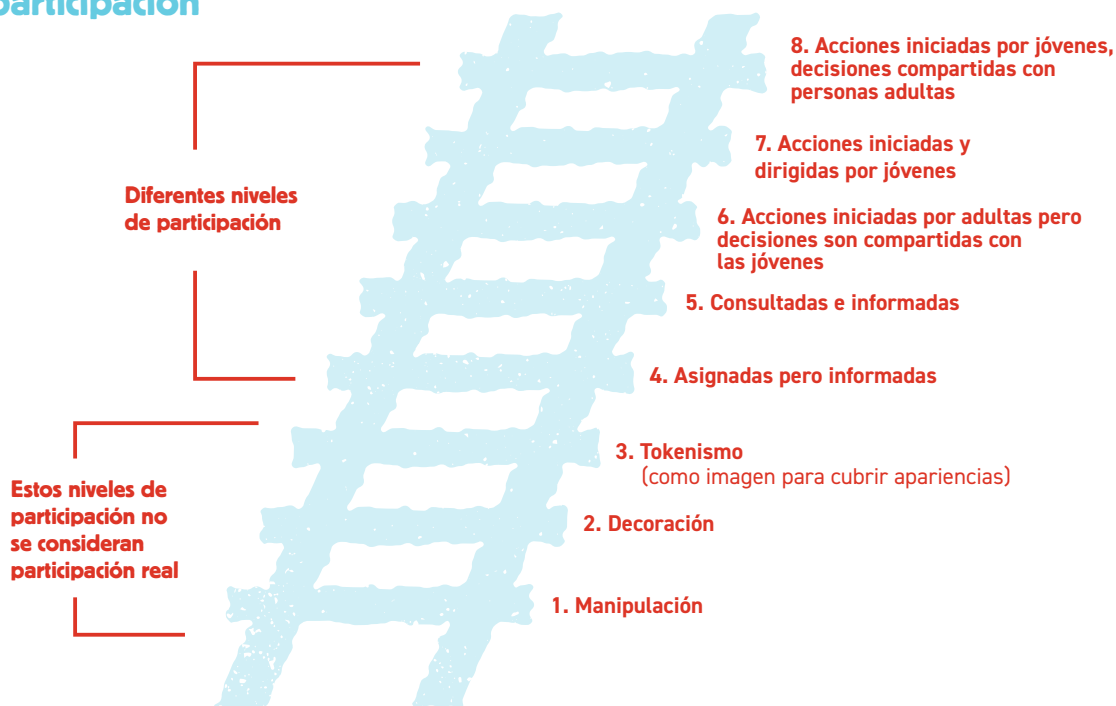 participación
8. Acciones iniciadas por jóvenes,
decisiones compartidas con
personas adultas
7. Acciones iniciadas y
dirigidas por jóvenes
Diferentes niveles
de participación
6. Acciones iniciadas por adultas pero
decisiones son compartidas con
las jóvenes
5. Consultadas e informadas
4. Asignadas pero informadas
3. Tokenismo
(como imagen para cubrir apariencias)
Estos niveles de
participación no
se consideran
participación real
2. Decoración
1. Manipulación